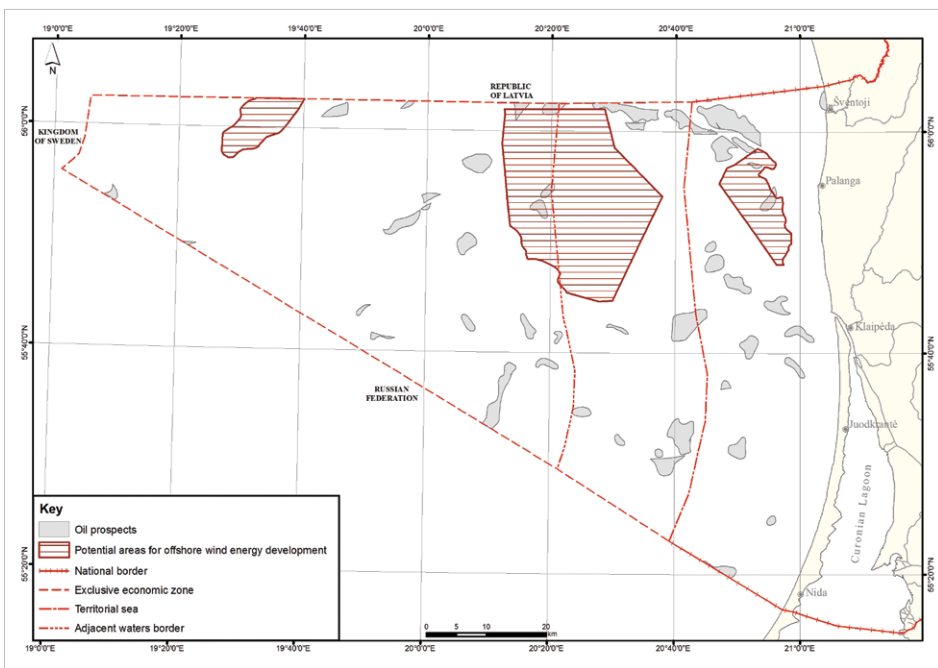 19°0'0"E 19°20'0"E 19°40'0"E 20°0'0"E 20°20'0"E 20°40'0"E 21°0'0"E
N
REPUBLIC
OF LATVIA
56°0'0"N
KINGDOM
OF SWEDEN
Šventoji
56°0'0"N
Palanga
55°40'0"N
Klaipėda
55°40'0"N
RUSSIAN
FEDERATION
Juodkrantė
Curonian Lagoon
Key
Oil prospects
Potential areas for offshore wind energy development
National border
Exclusive economic zone
Territorial sea
Adjacent waters border
55°20'0"N
55°20'0"N
Nida
0 5 10 20
km
19°0'0"E 19°20'0"E 19°40'0"E 20°0'0"E 20°20'0"E 20°40'0"E 21°0'0"E